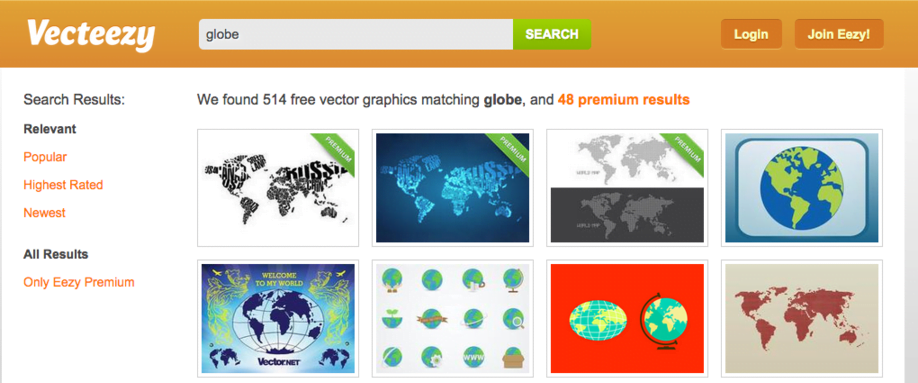 Vecteezy
globe
SEARCH
Login
Join Eezy!
Search Results:
We found 514 free vector graphics matching globe, and 48 premium results
Relevant
Popular
Highest Rated
Newest
All Results
Only Eezy Premium
PREMIUM
PREMIUM
PREMIUM
RUSSIA
RUSSIA
WORLD MAP
WORLD MAP
WELCOME
TO MY WORLD
VECTOR.NET
WWW